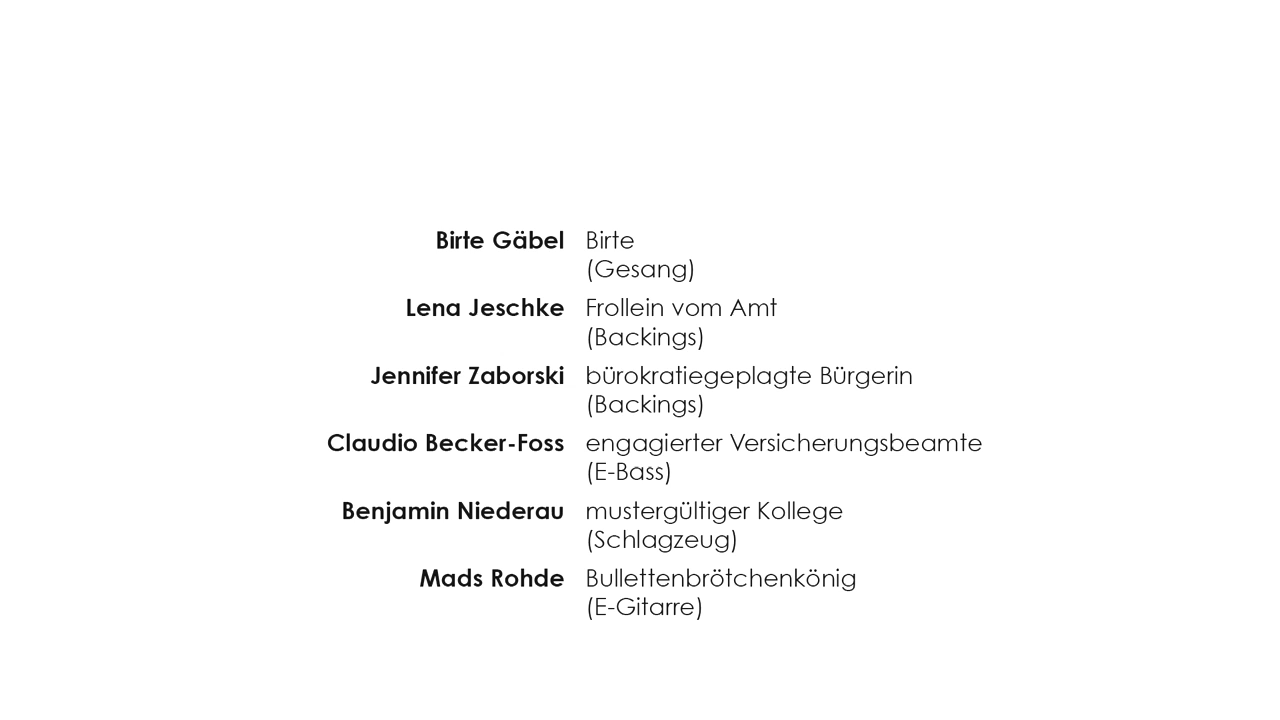 Birte Gäbel Birte
(Gesang)
Lena Jeschke Frollein vom Amt
(Backings)
Jennifer Zaborski bürokratiegeplagte Bürgerin
(Backings)
Claudio Becker-Foss engagierter Versicherungsbeamte
(E-Bass)
Benjamin Niederau mustergültiger Kollege
(Schlagzeug)
Mads Rohde Bullettenbrötchenkönig
(E-Gitarre)